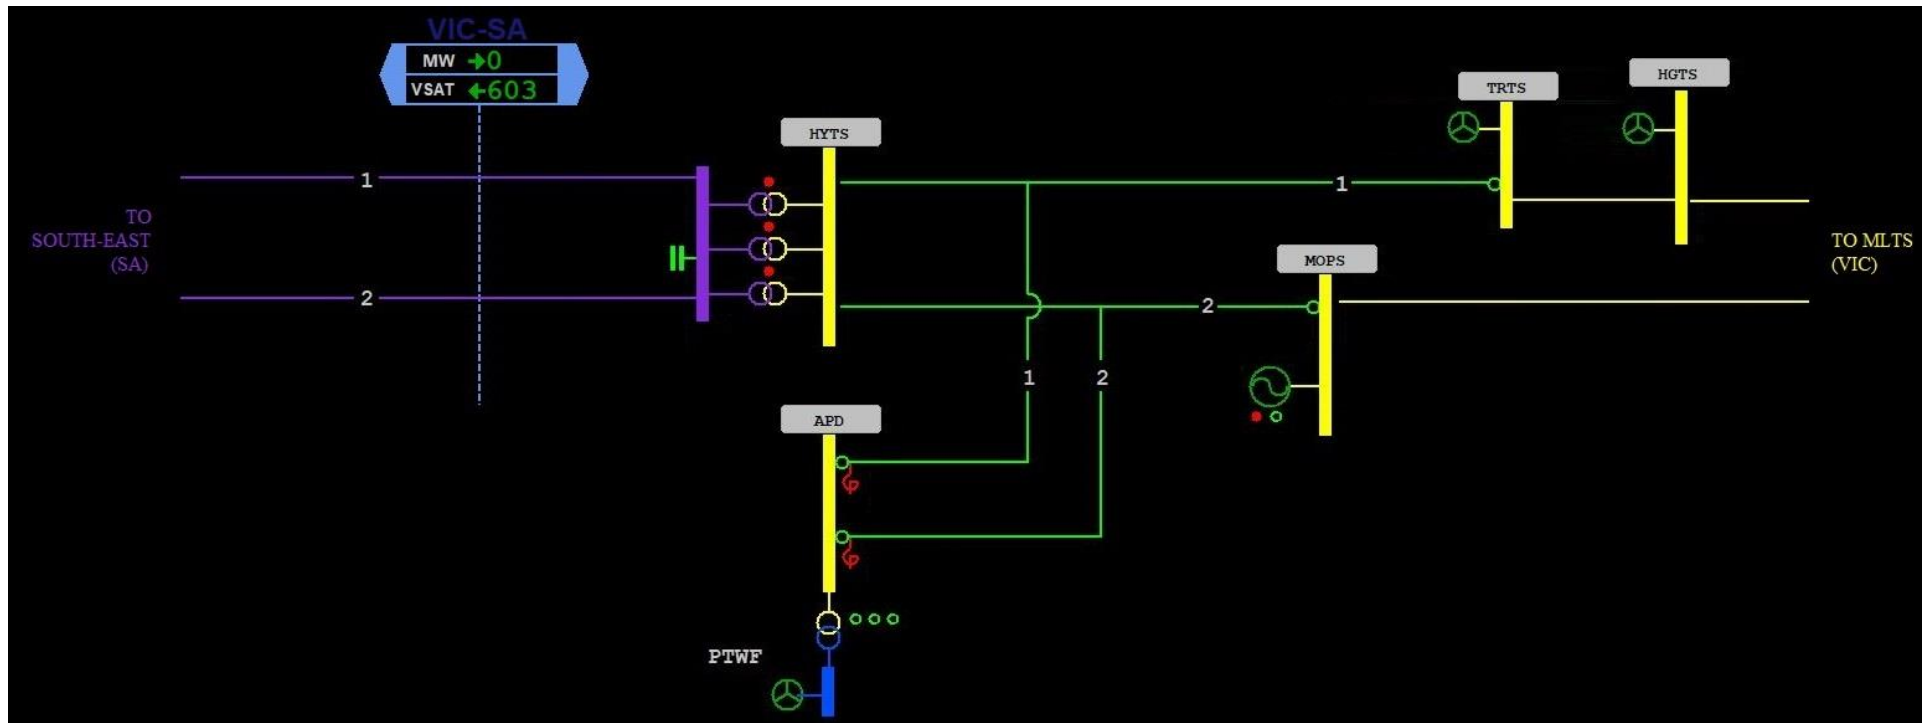 VIC-SA
MW →0
VSAT ←603
HYTS
TRTS
HGTS
1
1
TO
SOUTH-EAST
(SA)
TO MLTS
(VIC)
MOPS
2
2
1
2
APD
PTWF